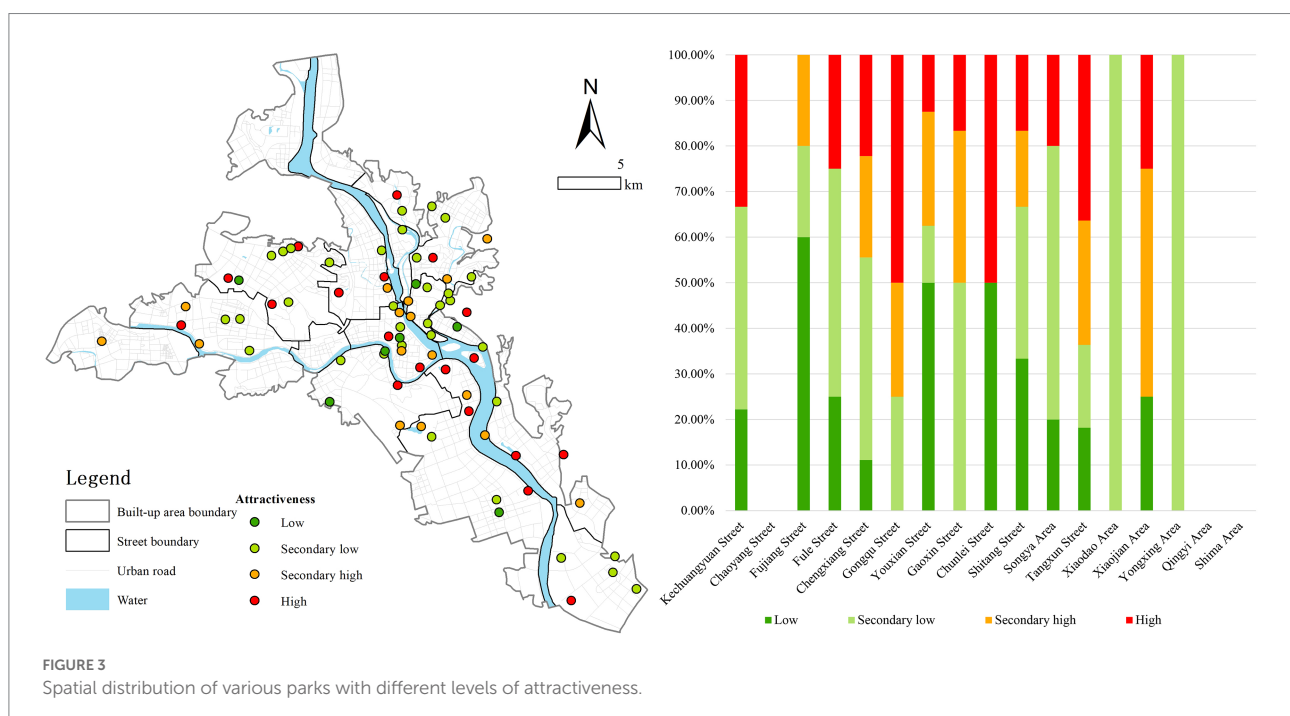 N
5
km
Legend
Built-up area boundary
Street boundary
Urban road
Water
Attractiveness
Low
Secondary low
Secondary high
High
100.00%
90.00%
80.00%
70.00%
60.00%
50.00%
40.00%
30.00%
20.00%
10.00%
0.00%
Kechuangyuan Street
Chaoyang Street
Fujiang Street
Fule Street
Chengxiang Street
Gongqu Street
Youxian Street
Gaoxin Street
Chunlei Street
Shitang Street
Songya Area
Tangxun Street
Xiaodao Area
Xiaojian Area
Yongxing Area
Qingyi Area
Shima Area
Low
Secondary low
Secondary high
High
FIGURE 3
Spatial distribution of various parks with different levels of attractiveness.